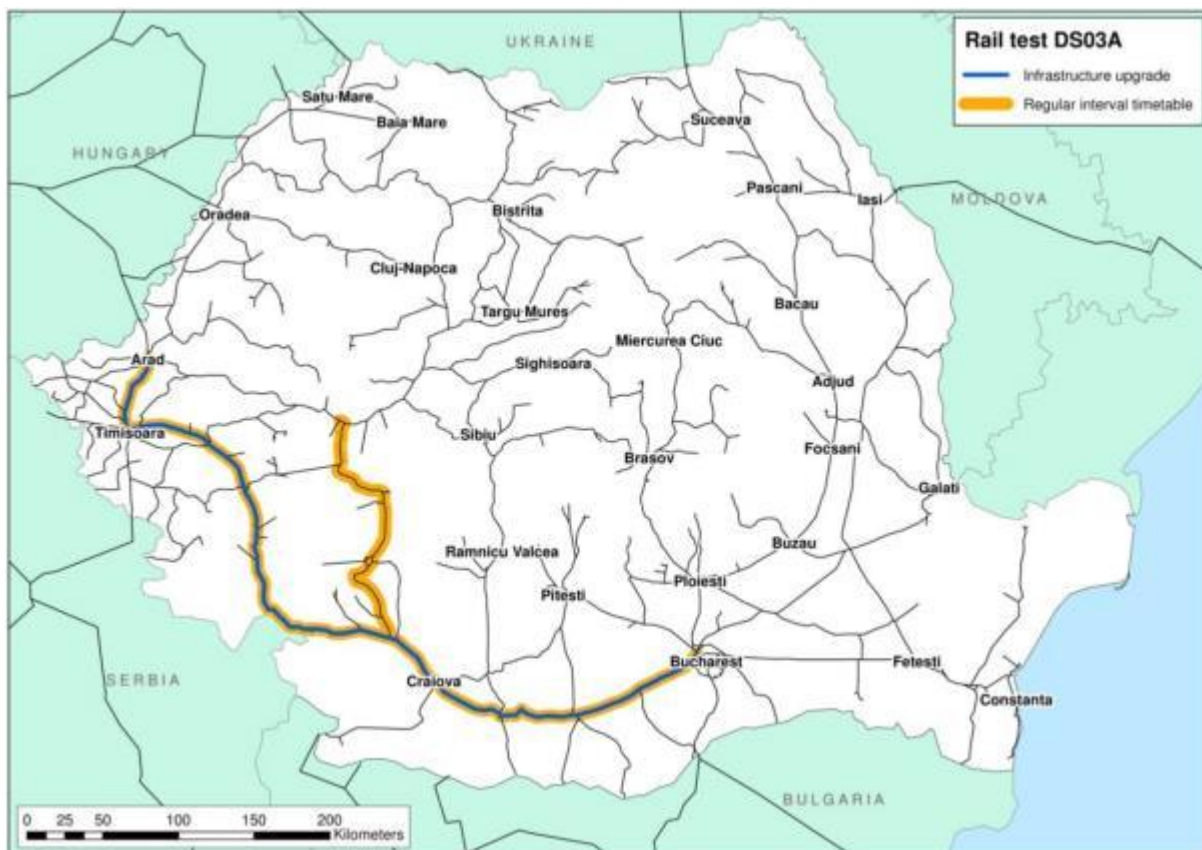 UKRAINE
Rail test DS03A
Infrastructure upgrade
Regular interval timetable
Satu Mare
Baia Mare
Suceava
HUNGARY
Pascani
Iasi
MOLDOVA
Oradea
Bistrita
Cluj-Napoca
Targu Mures
Bacau
Miercurea Ciuc
Arad
Sighisoara
Adjud
Timisoara
Sibiu
Focsani
Brasov
Galati
Ramnicu Valcea
Buzau
Ploiesti
Pitesti
Bucharest
Fetesti
SERBIA
Craiova
Constanta
BULGARIA
0 25 50 100 150 200
Kilometers